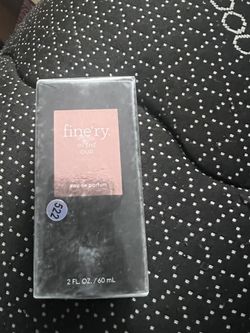 fine'ry.
eau de parfum
522
2 FL. OZ. / 60 mL